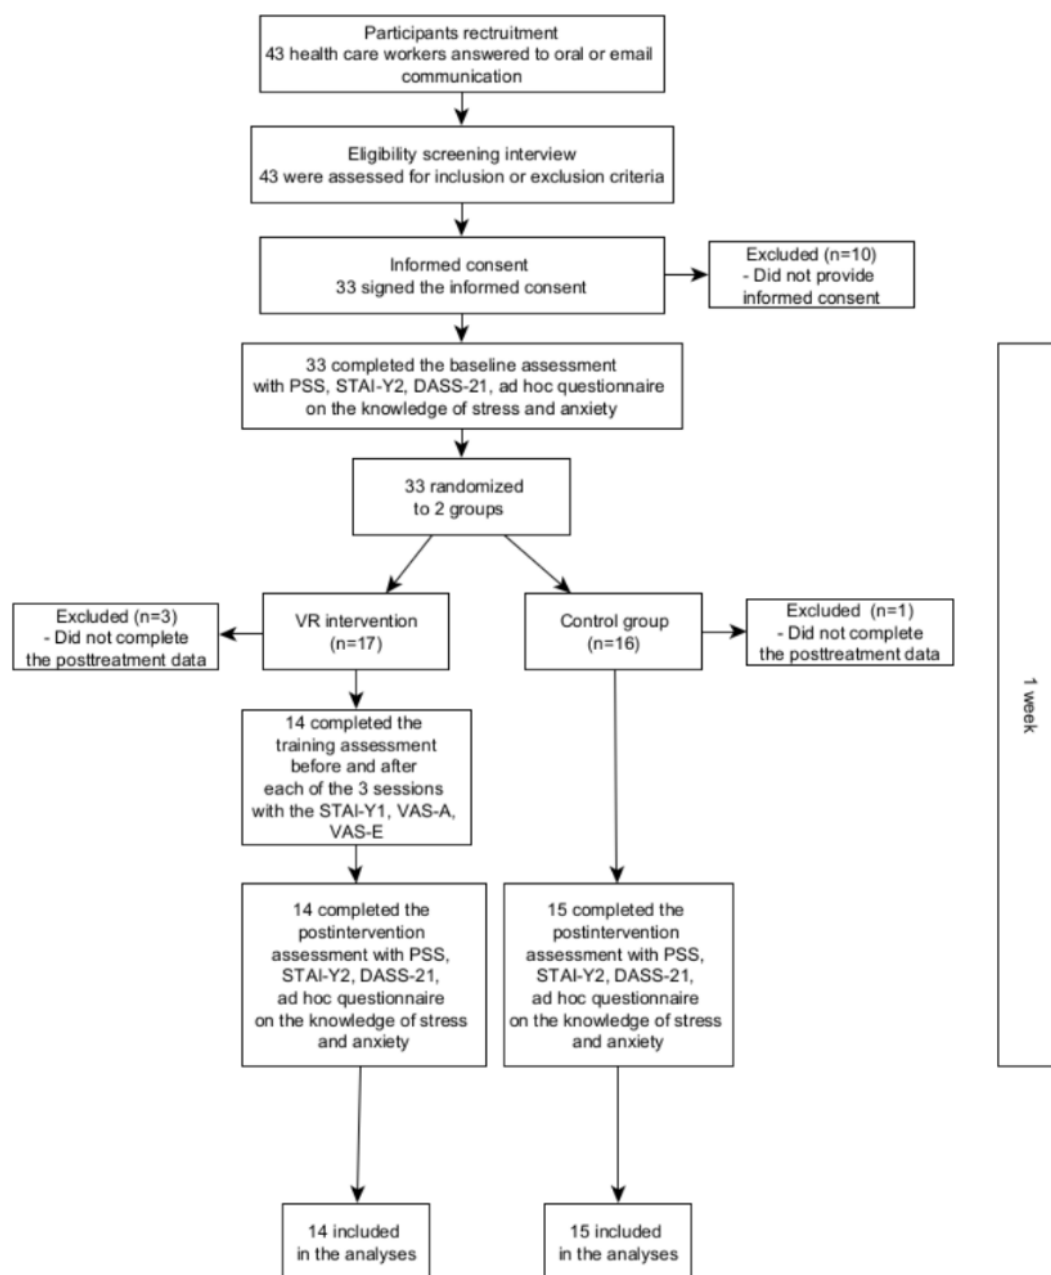 Participants rectruitment
43 health care workers answered to oral or email
communication
Eligibility screening interview
43 were assessed for inclusion or exclusion criteria
Informed consent
33 signed the informed consent
Excluded (n=10)
- Did not provide
informed consent
33 completed the baseline assessment
with PSS, STAI-Y2, DASS-21, ad hoc questionnaire
on the knowledge of stress and anxiety
33 randomized
to 2 groups
Excluded (n=3)
- Did not complete
the posttreatment data
VR intervention
(n=17)
Control group
(n=16)
Excluded (n=1)
- Did not complete
the posttreatment data
1 week
14 completed the
training assessment
before and after
each of the 3 sessions
with the STAI-Y1, VAS-A,
VAS-E
14 completed the
postintervention
assessment with PSS,
STAI-Y2, DASS-21,
ad hoc questionnaire
on the knowledge of stress
and anxiety
15 completed the
postintervention
assessment with PSS,
STAI-Y2, DASS-21,
ad hoc questionnaire
on the knowledge of stress
and anxiety
14 included
in the analyses
15 included
in the analyses